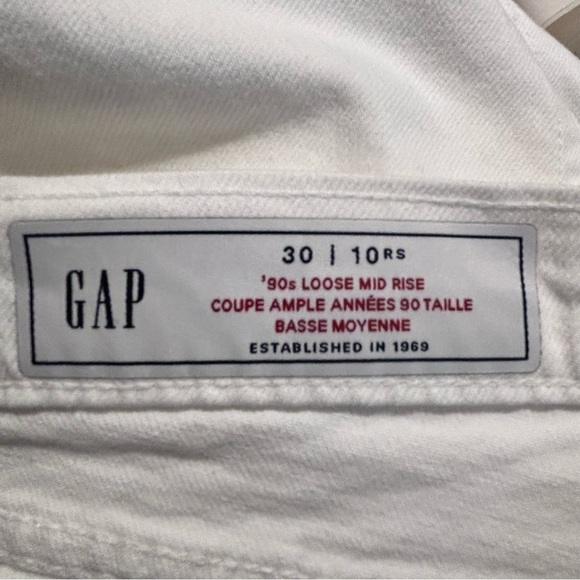 GAP
30 | 10RS
'90s LOOSE MID RISE
COUPE AMPLE ANNÉES 90 TAILLE
BASSE MOYENNE
ESTABLISHED IN 1969